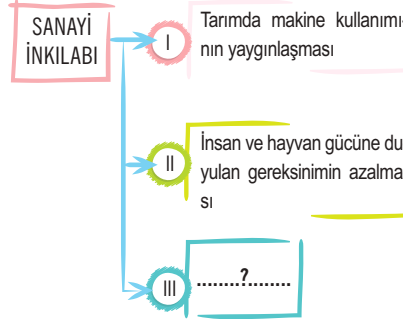 SANAYİ
İNKILABI
I
Tarımda makine kullanımı-
nın yaygınlaşması
II
İnsan ve hayvan gücüne du
yulan gereksinimin azalma
sı
III
........?........